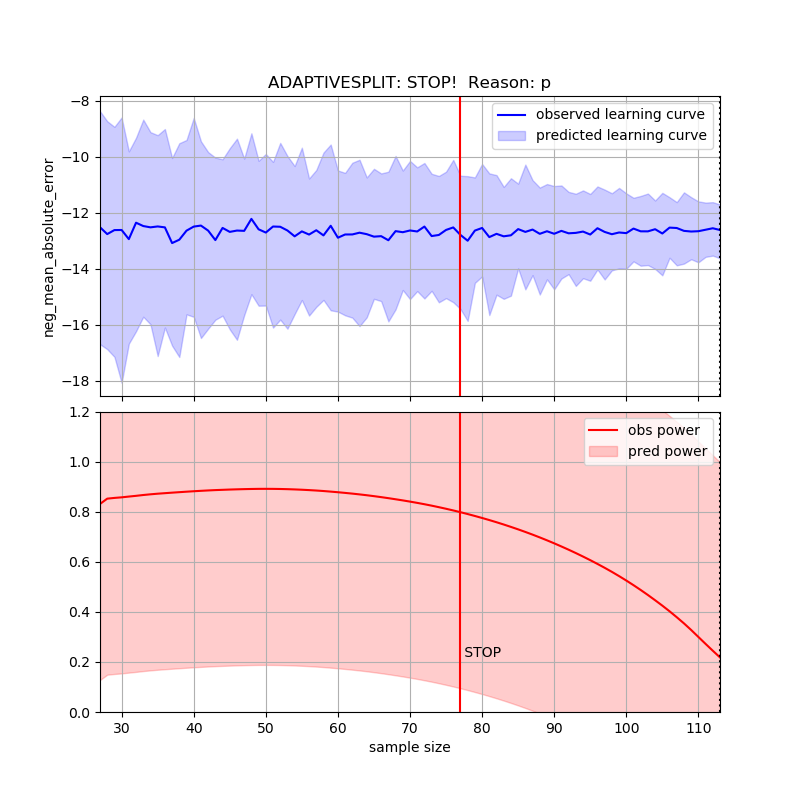 ADAPTIVESPLIT: STOP!  Reason: p
−8
−10
−12
−14
−16
−18
neg_mean_absolute_error
observed learning curve
predicted learning curve
1.2
1.0
0.8
0.6
0.4
0.2
0.0
obs power
pred power
STOP
30 40 50 60 70 80 90 100 110
sample size